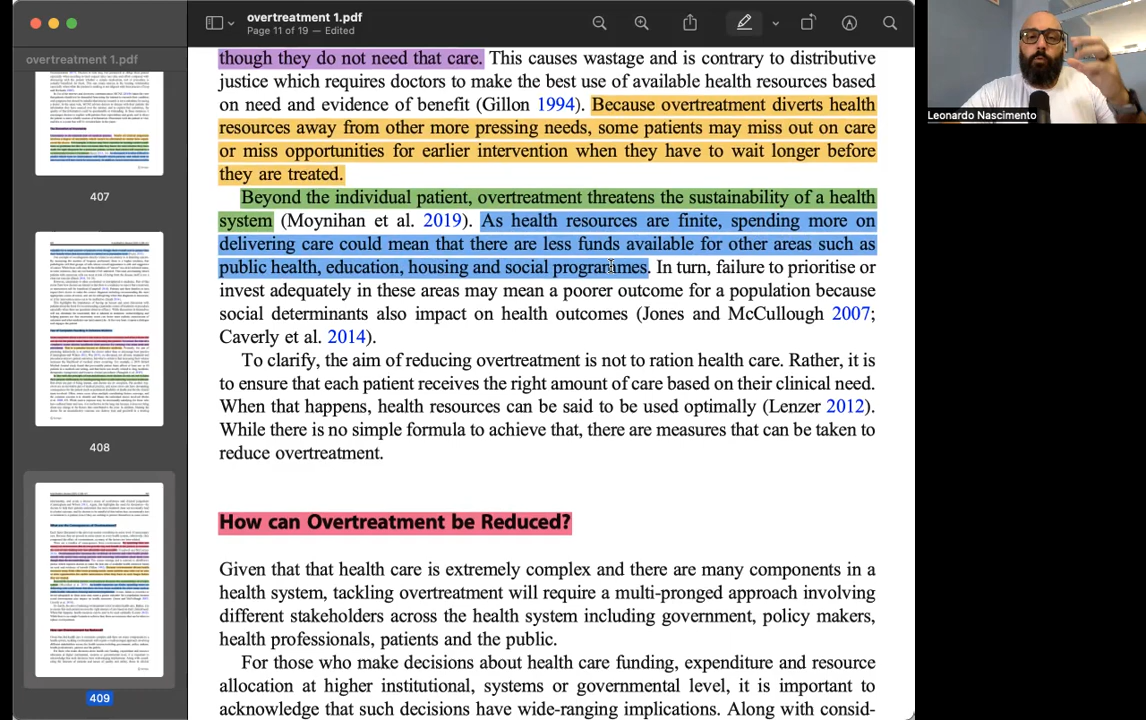 overtreatment 1.pdf
Page 11 of 19 — Edited
overtreatment 1.pdf
407
408
409
though they do not need that care. This causes wastage and is contrary to distributive
justice which requires doctors to optimise the use of available health resources based
on need and evidence of benefit (Gillon 1994). Because overtreatment diverts health
resources away from other more pressing needs, some patients may miss out on care
or miss opportunities for earlier intervention when they have to wait longer before
they are treated.
Beyond the individual patient, overtreatment threatens the sustainability of a health
system (Moynihan et al. 2019). As health resources are finite, spending more on
delivering care could mean that there are less funds available for other areas such as
public health, education, housing and social programmes. In turn, failure to prioritise or
invest adequately in these areas may mean a poorer outcome for a population because
social determinants also impact on health outcomes (Jones and McCullough 2007;
Caverly et al. 2014).
To clarify, the aim of reducing overtreatment is not to ration health care. Rather, it is
to ensure that each patient receives the right amount of care based on their clinical need.
When that happens, health resources can be said to be used optimally (Lenzer 2012).
While there is no simple formula to achieve that, there are measures that can be taken to
reduce overtreatment.
How can Overtreatment be Reduced?
Given that that health care is extremely complex and there are many components in a
health system, tackling overtreatment will require a multi-pronged approach involving
different stakeholders across the health system including government, policy makers,
health professionals, patients and the public.
For those who make decisions about health care funding, expenditure and resource
allocation at higher institutional, systems or governmental level, it is important to
acknowledge that such decisions have wide-ranging implications. Along with consid-
Leonardo Nascimento